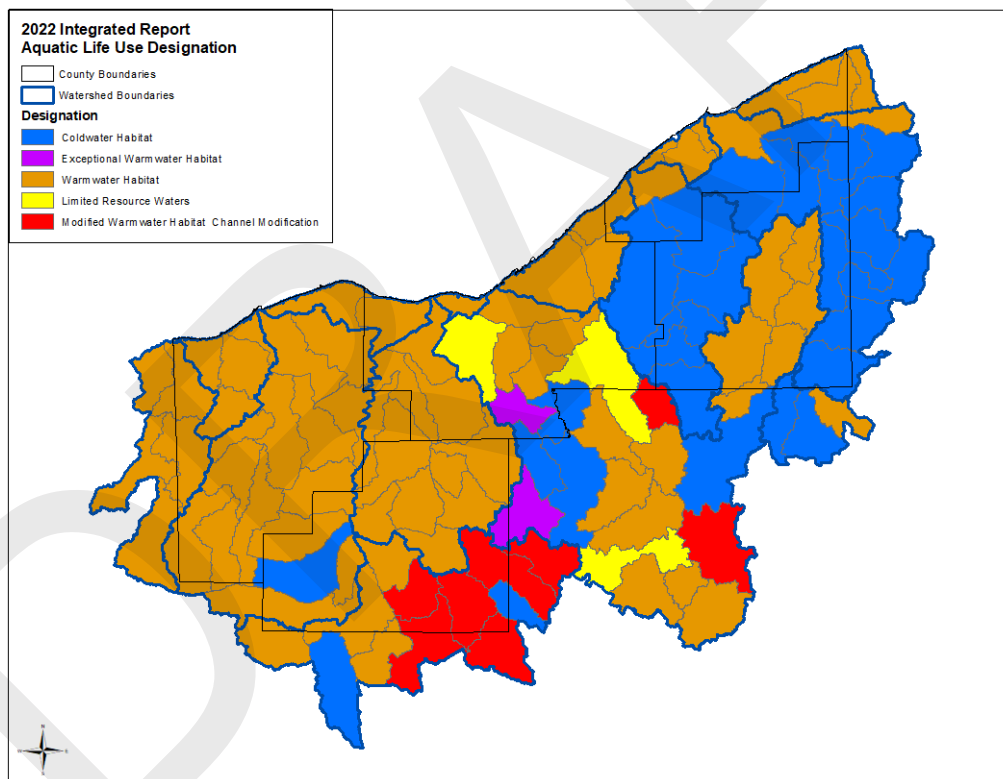 2022 Integrated Report
Aquatic Life Use Designation
County Boundaries
Watershed Boundaries
Designation
Coldwater Habitat
Exceptional Warmwater Habitat
Warmwater Habitat
Limited Resource Waters
Modified Warmwater Habitat Channel Modification